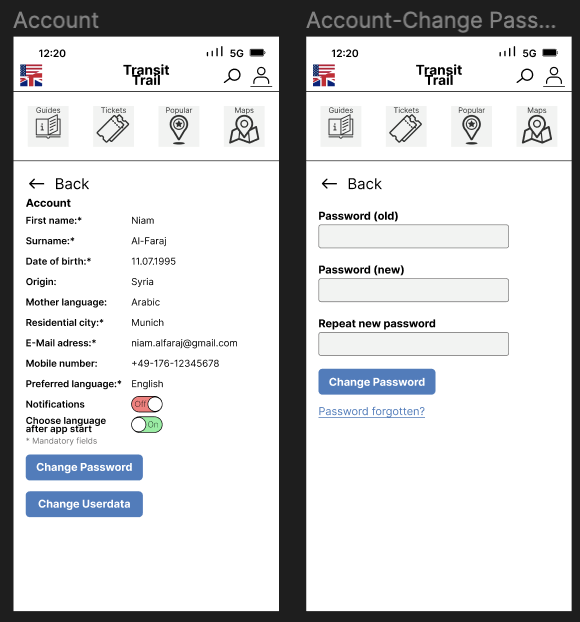 Account
12:20
5G
Transit
Trail
Guides
Tickets
Popular
Maps
Back
Account
First name:* Niam
Surname:* Al-Faraj
Date of birth:* 11.07.1995
Origin: Syria
Mother language: Arabic
Residential city:* Munich
E-Mail adress:* niam.alfaraj@gmail.com
Mobile number: +49-176-12345678
Preferred language:* English
Notifications Off
Choose language
after app start On
* Mandatory fields
Change Password
Change Userdata
Account-Change Pass...
12:20
5G
Transit
Trail
Guides
Tickets
Popular
Maps
Back
Password (old)
Password (new)
Repeat new password
Change Password
Password forgotten?